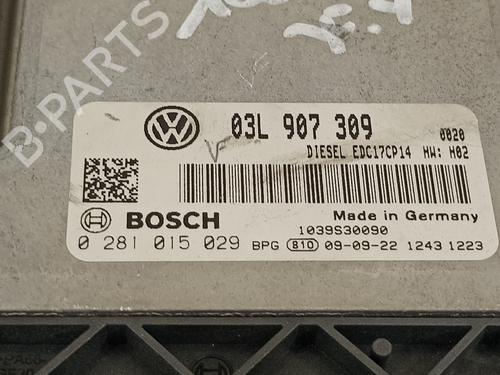 B-PARTS
03L 907 309
0020
DIESEL EDC17CP14 HW: H02
BOSCH
Made in Germany
1039S30090
0 281 015 029 BPG 810 09-09-22 1243 1223